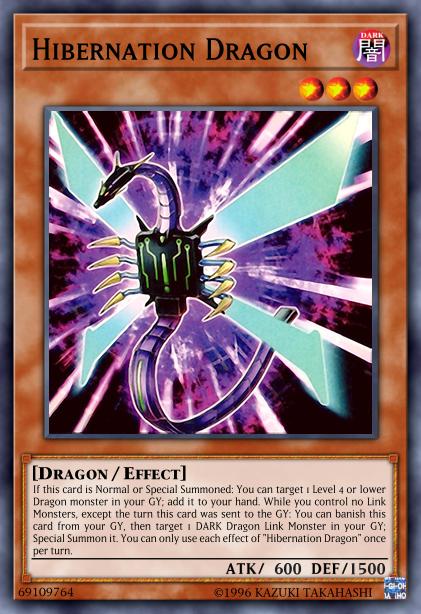 HIBERNATION DRAGON
DARK
闇
[DRAGON / EFFECT]
If this card is Normal or Special Summoned: You can target 1 Level 4 or lower
Dragon monster in your GY; add it to your hand. While you control no Link
Monsters, except the turn this card was sent to the GY: You can banish this
card from your GY, then target 1 DARK Dragon Link Monster in your GY;
Special Summon it. You can only use each effect of "Hibernation Dragon" once
per turn.
ATK/ 600 DEF/1500
69109764
©1996 KAZUKI TAKAHASHI